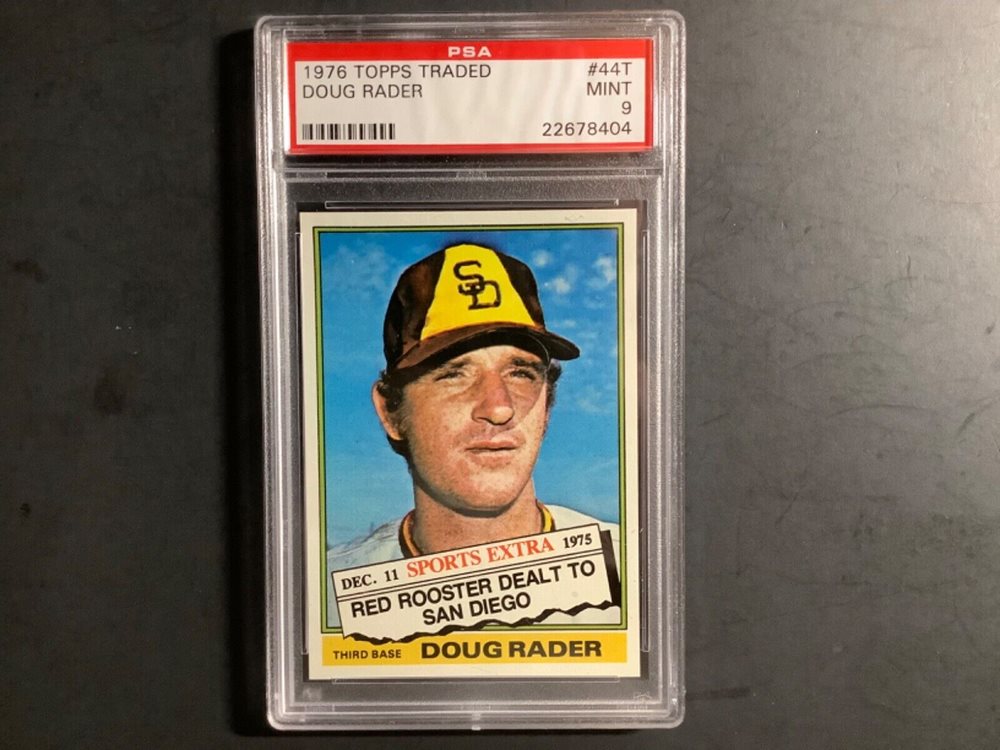 PSA
1976 TOPPS TRADED #44T
DOUG RADER MINT
9
22678404
SD
DEC. 11 SPORTS EXTRA 1975
RED ROOSTER DEALT TO
SAN DIEGO
THIRD BASE DOUG RADER